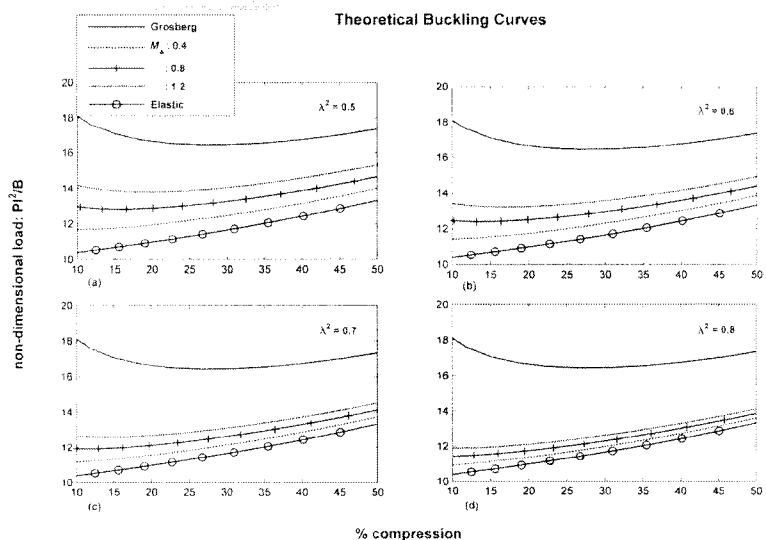 Theoretical Buckling Curves
Grosberg
M : 0.4
: 0.8
: 1.2
Elastic
non-dimensional load: Pl²/B
20
18
16
14
12
10
10 15 20 25 30 35 40 45 50
λ² = 0.5
(a)
20
18
16
14
12
10
10 15 20 25 30 35 40 45 50
λ² = 0.6
(b)
20
18
16
14
12
10
10 15 20 25 30 35 40 45 50
λ² = 0.7
(c)
20
18
16
14
12
10
10 15 20 25 30 35 40 45 50
λ² = 0.8
(d)
% compression